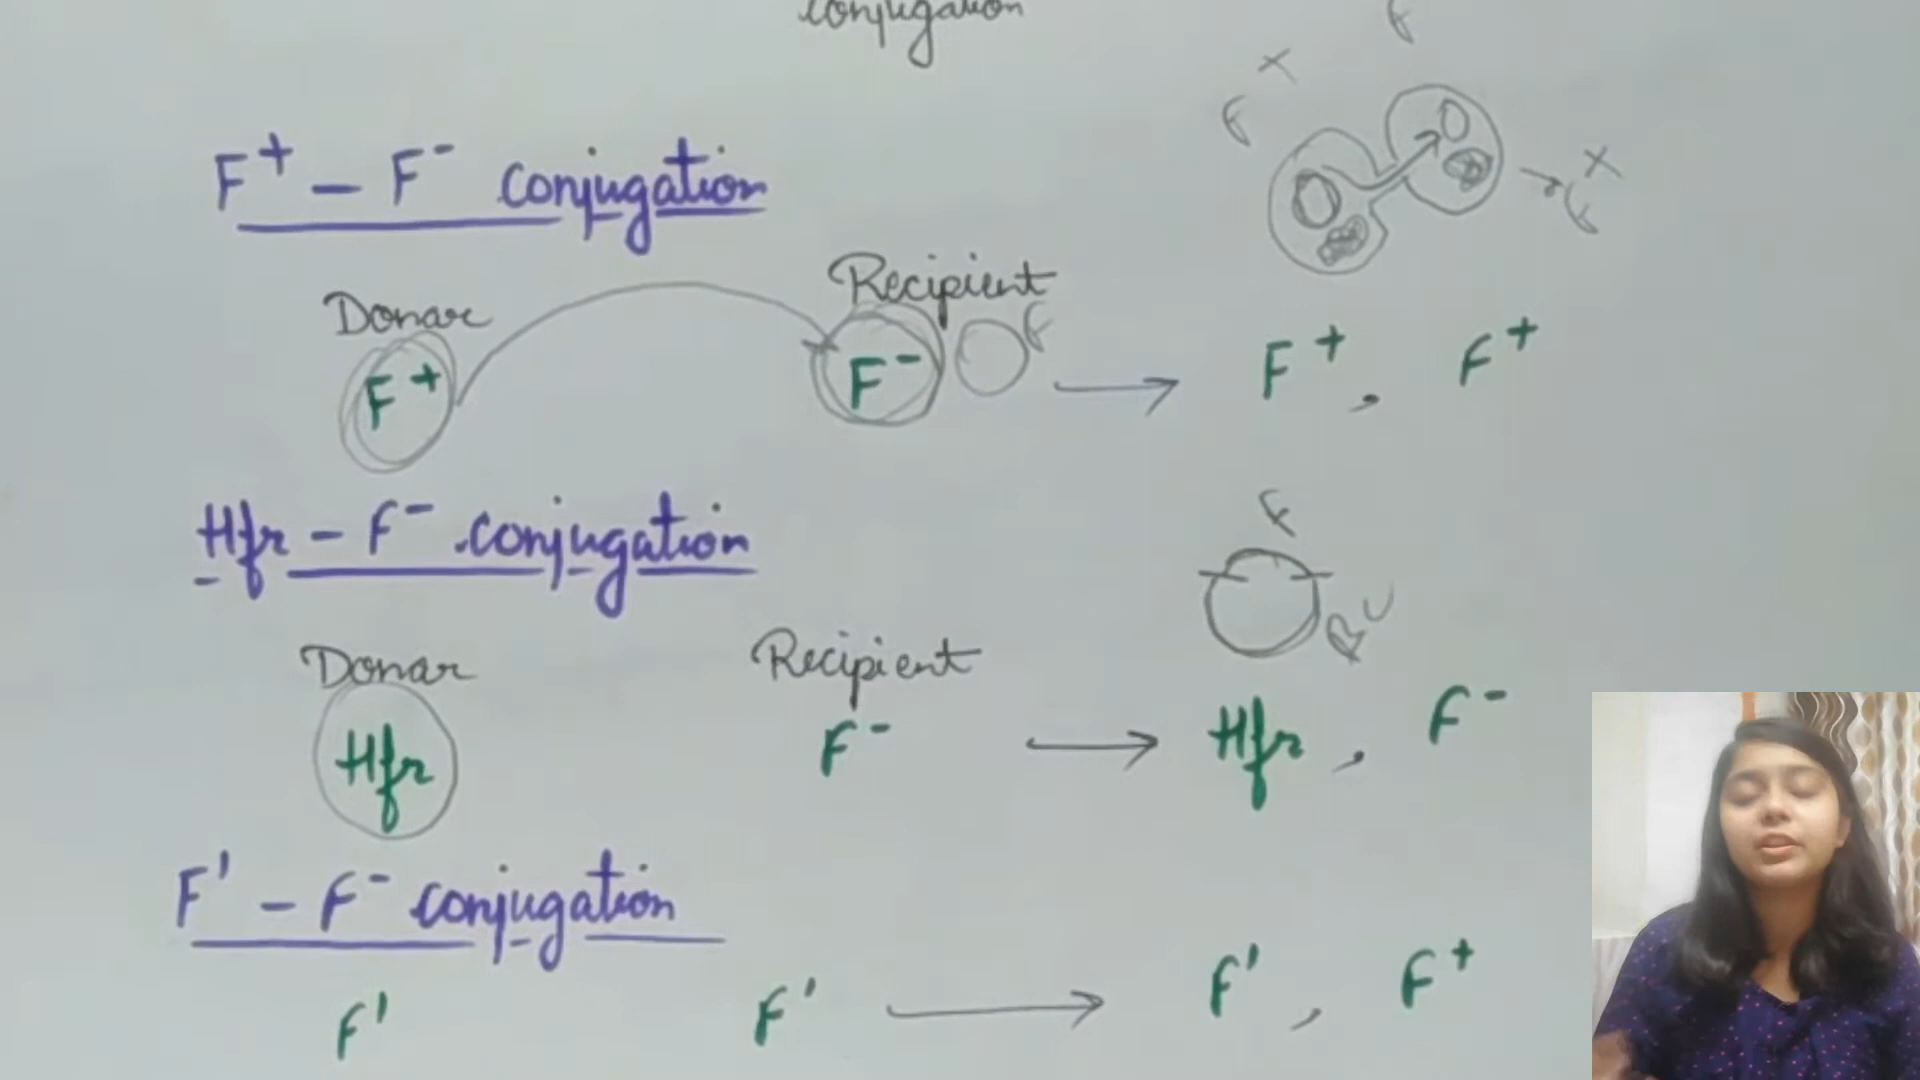 conjugation
F
F +
F⁺ – F⁻ conjugation
→ F +
Donar Recipient
F⁺ F⁻ F → F⁺, F⁺
Hfr – F⁻ conjugation
F
Donar Recipient
Hfr F⁻ → Hfr, F⁻
F' – F⁻ conjugation
F' F' → F', F⁺